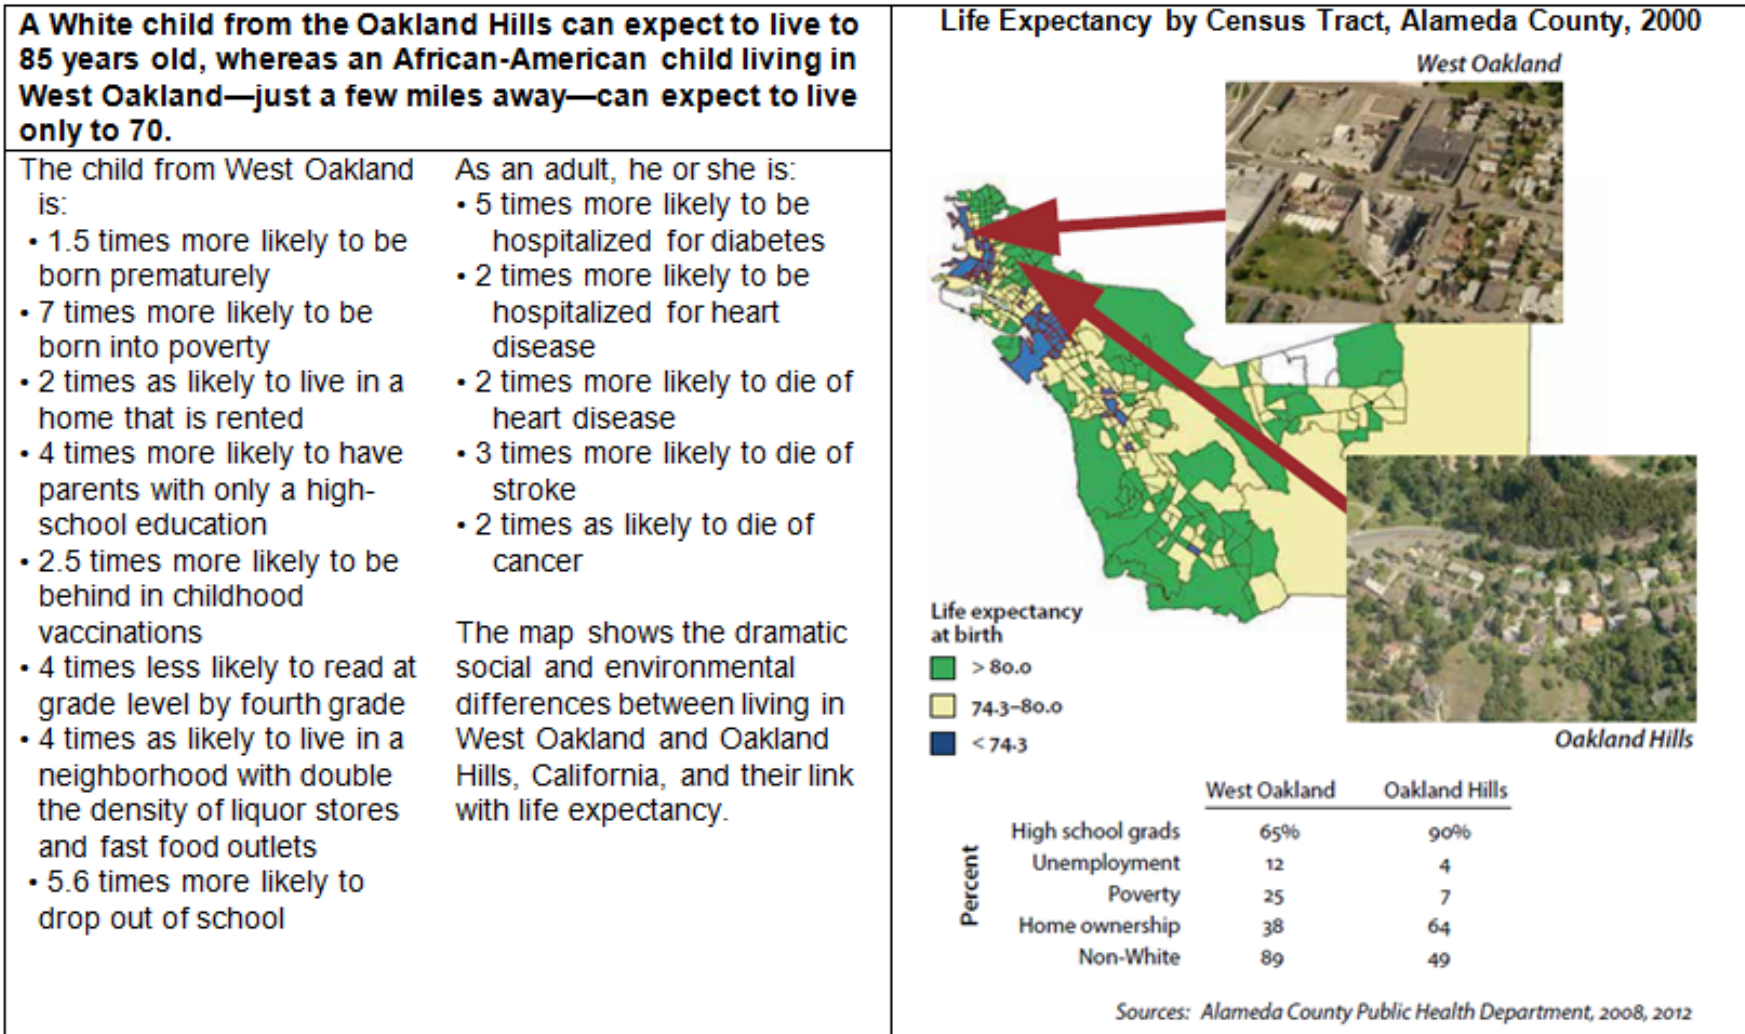 A White child from the Oakland Hills can expect to live to
85 years old, whereas an African-American child living in
West Oakland—just a few miles away—can expect to live
only to 70.
The child from West Oakland
is:
• 1.5 times more likely to be
born prematurely
• 7 times more likely to be
born into poverty
• 2 times as likely to live in a
home that is rented
• 4 times more likely to have
parents with only a high-
school education
• 2.5 times more likely to be
behind in childhood
vaccinations
• 4 times less likely to read at
grade level by fourth grade
• 4 times as likely to live in a
neighborhood with double
the density of liquor stores
and fast food outlets
• 5.6 times more likely to
drop out of school
As an adult, he or she is:
• 5 times more likely to be
hospitalized for diabetes
• 2 times more likely to be
hospitalized for heart
disease
• 2 times more likely to die of
heart disease
• 3 times more likely to die of
stroke
• 2 times as likely to die of
cancer
The map shows the dramatic
social and environmental
differences between living in
West Oakland and Oakland
Hills, California, and their link
with life expectancy.
Life Expectancy by Census Tract, Alameda County, 2000
West Oakland
Life expectancy
at birth
> 80.0
74.3–80.0
< 74.3
Oakland Hills
West Oakland Oakland Hills
Percent
High school grads 65% 90%
Unemployment 12 4
Poverty 25 7
Home ownership 38 64
Non-White 89 49
Sources: Alameda County Public Health Department, 2008, 2012